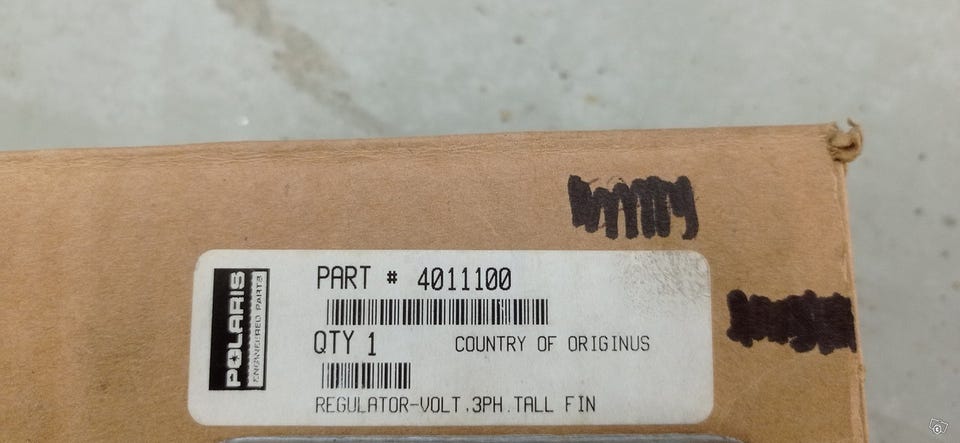 PART # 4011100
QTY 1 COUNTRY OF ORIGINUS
REGULATOR-VOLT,3PH.TALL FIN
POLARIS
ENGINEERED PARTS